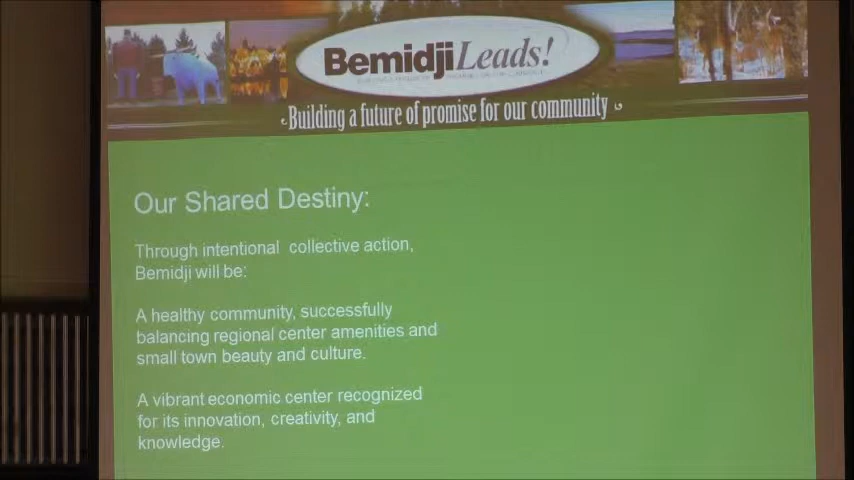 Bemidji Leads!
Building a future of promise for our community
Our Shared Destiny:
Through intentional collective action,
Bemidji will be:
A healthy community, successfully
balancing regional center amenities and
small town beauty and culture.
A vibrant economic center recognized
for its innovation, creativity, and
knowledge.